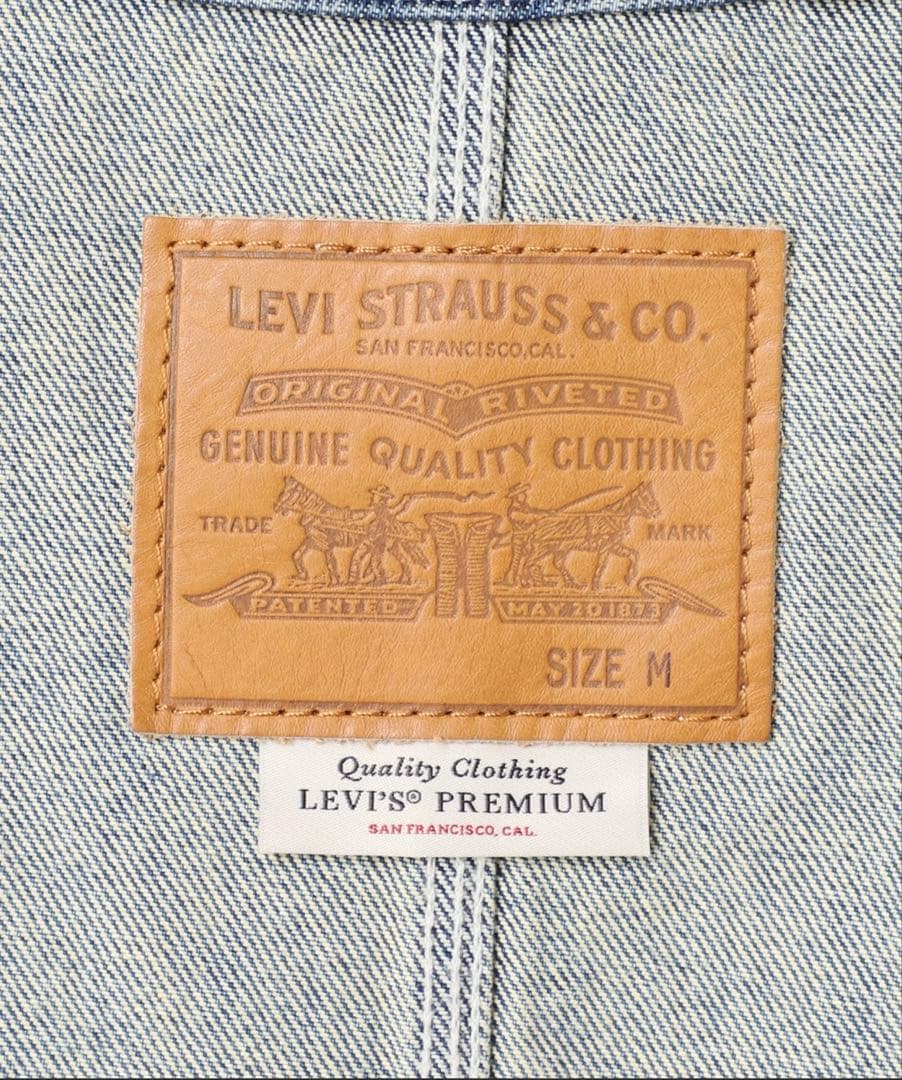 LEVI STRAUSS & CO.
SAN FRANCISCO, CAL.
ORIGINAL RIVETED
GENUINE QUALITY CLOTHING
TRADE MARK
PATENTED MAY 20 1873
SIZE M
Quality Clothing
LEVI'S® PREMIUM
SAN FRANCISCO, CAL.